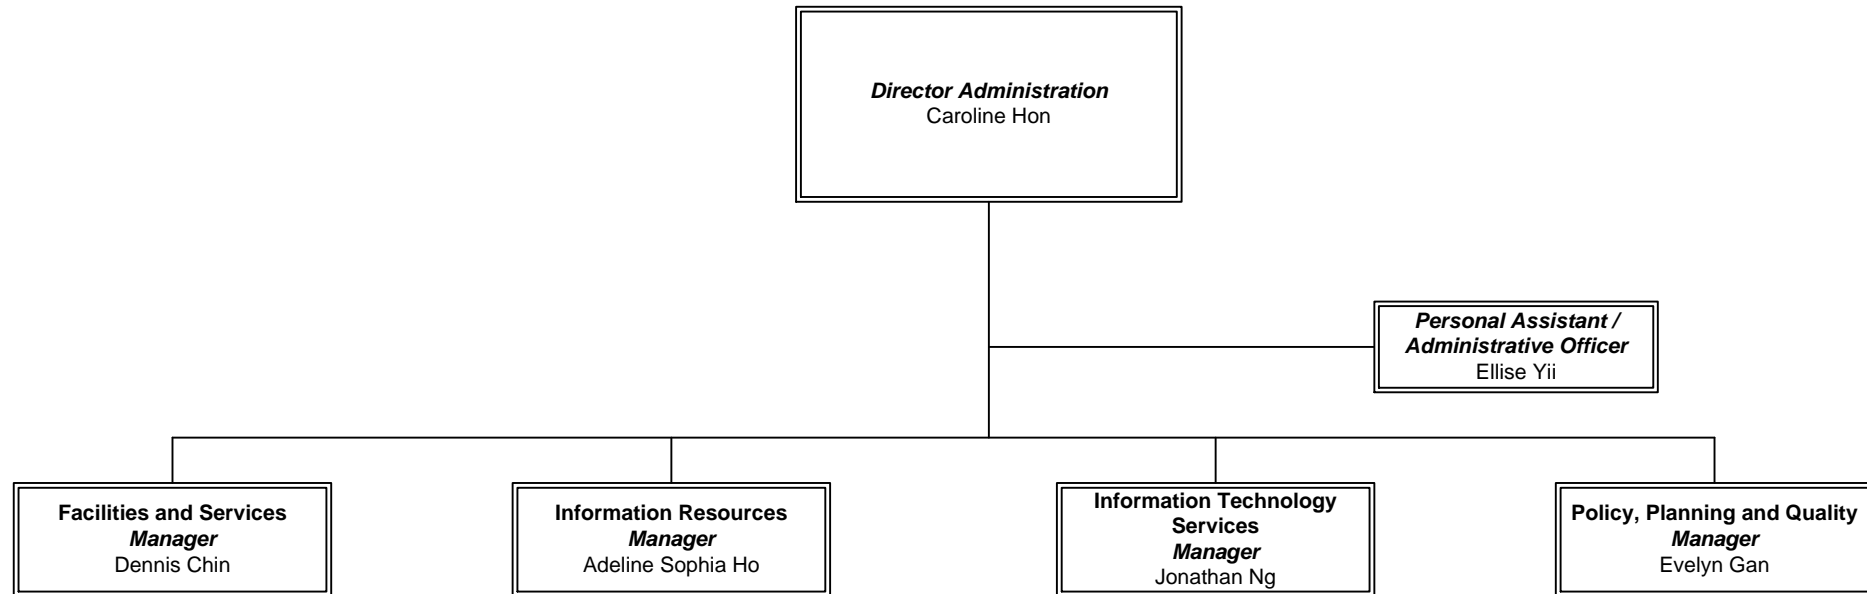 Director Administration
Caroline Hon
Personal Assistant /
Administrative Officer
Ellise Yii
Facilities and Services
Manager
Dennis Chin
Information Resources
Manager
Adeline Sophia Ho
Information Technology
Services
Manager
Jonathan Ng
Policy, Planning and Quality
Manager
Evelyn Gan